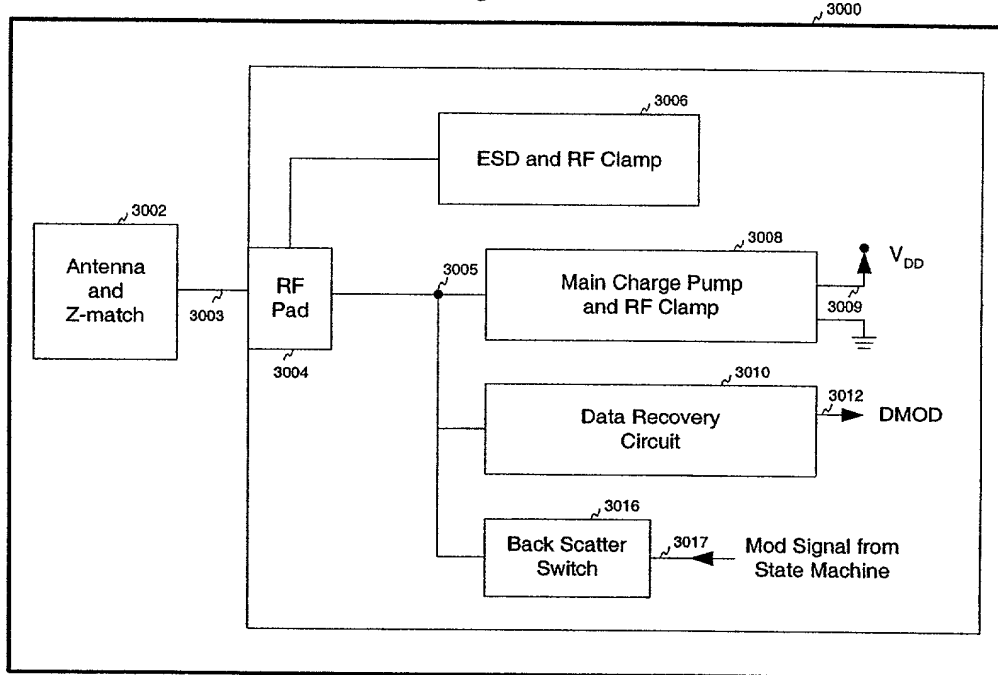 3000
3006
ESD and RF Clamp
3002
Antenna
and
Z-match
3003
RF
Pad
3004
3005
3008
Main Charge Pump
and RF Clamp
V_DD
3009
3010
Data Recovery
Circuit
3012
DMOD
3016
Back Scatter
Switch
3017
Mod Signal from
State Machine